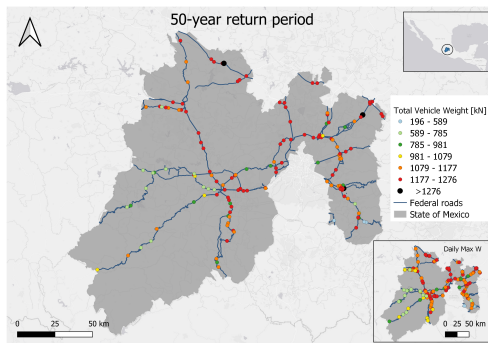 50-year return period
Total Vehicle Weight [kN]
196 - 589
589 - 785
785 - 981
981 - 1079
1079 - 1177
1177 - 1276
>1276
Federal roads
State of Mexico
Daily Max W
0 25 50 km
0 25 50 km